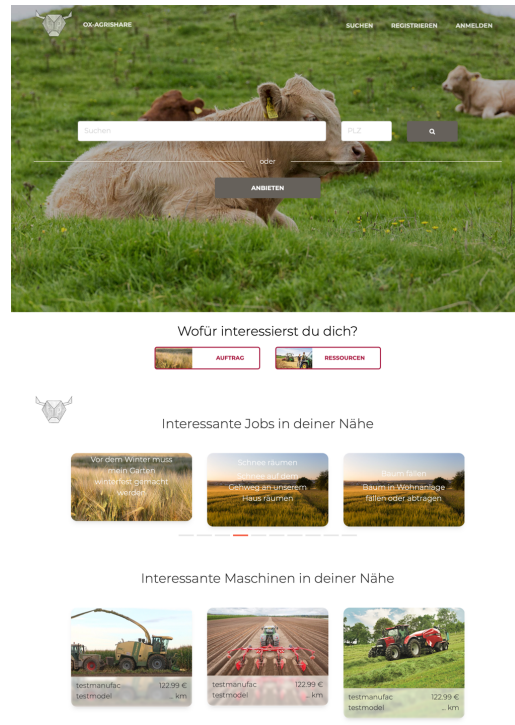 OX-AGRISHARE
SUCHEN REGISTRIEREN ANMELDEN
Suchen PLZ
oder
ANBIETEN
Wofür interessierst du dich?
AUFTRAG RESSOURCEN
Interessante Jobs in deiner Nähe
Vor dem Winter muss
mein Garten
winterfest gemacht
werden
Schnee räumen
Schnee auf dem
Gehweg an unserem
Haus räumen
Baum fällen
Baum in Wohnanlage
fällen oder abtragen
Interessante Maschinen in deiner Nähe
testmanufac 122.99 €
testmodel .. km
testmanufac 122.99 €
testmodel .. km
testmanufac 122.99 €
testmodel .. km